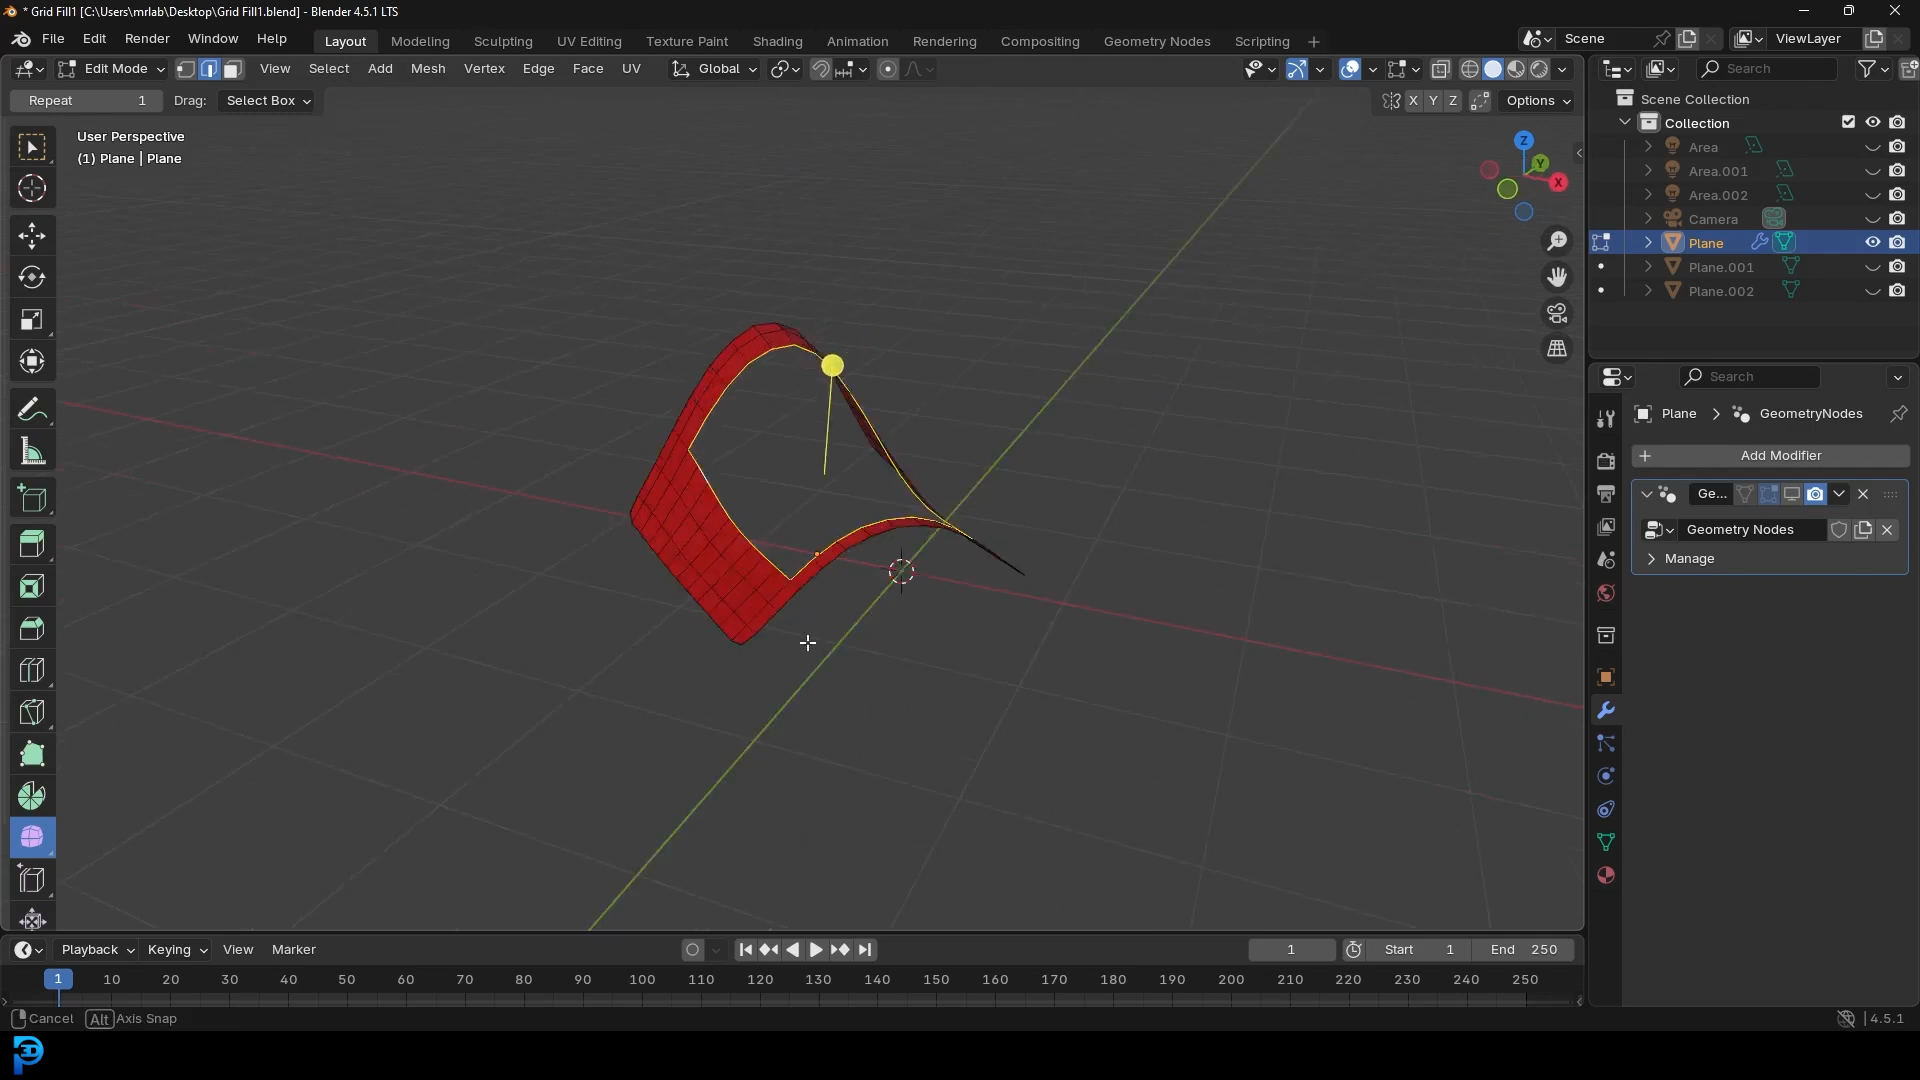 * Grid Fill1 [C:\Users\mrlab\Desktop\Grid Fill1.blend] - Blender 4.5.1 LTS
File Edit Render Window Help Layout Modeling Sculpting UV Editing Texture Paint Shading Animation Rendering Compositing Geometry Nodes Scripting + Scene ViewLayer
Edit Mode View Select Add Mesh Vertex Edge Face UV Global Search
Repeat 1 Drag: Select Box X Y Z Options
Scene Collection
Collection
Area
Area.001
Area.002
Camera
Plane
Plane.001
Plane.002
User Perspective
(1) Plane | Plane
Z
Y
X
Search
Plane > GeometryNodes
+ Add Modifier
Ge...
Geometry Nodes
Manage
Playback Keying View Marker 1 Start 1 End 250
1 10 20 30 40 50 60 70 80 90 100 110 120 130 140 150 160 170 180 190 200 210 220 230 240 250
Cancel Alt Axis Snap 4.5.1
3D